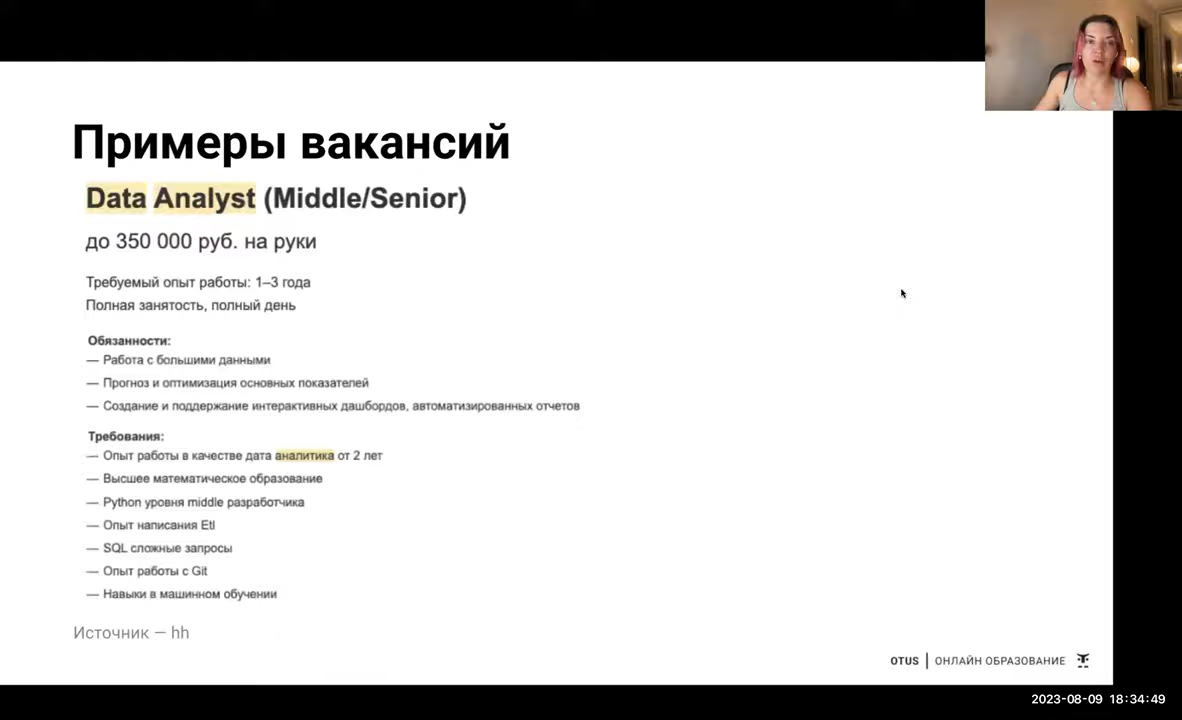 Примеры вакансий
Data Analyst (Middle/Senior)
до 350 000 руб. на руки
Требуемый опыт работы: 1–3 года
Полная занятость, полный день
Обязанности:
— Работа с большими данными
— Прогноз и оптимизация основных показателей
— Создание и поддержание интерактивных дашбордов, автоматизированных отчетов
Требования:
— Опыт работы в качестве дата аналитика от 2 лет
— Высшее математическое образование
— Python уровня middle разработчика
— Опыт написания Etl
— SQL сложные запросы
— Опыт работы с Git
— Навыки в машинном обучении
Источник — hh
OTUS | ОНЛАЙН ОБРАЗОВАНИЕ
2023-08-09 18:34:49